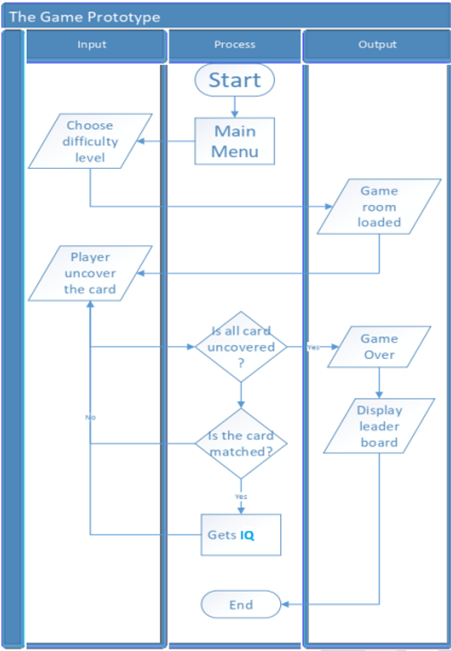 The Game Prototype
Input
Process
Output
Start
Main
Menu
Choose
difficulty
level
Game
room
loaded
Player
uncover
the card
Is all card
uncovered
?
Yes
Game
Over
Display
leader
board
No
Is the card
matched?
Yes
Gets IQ
End